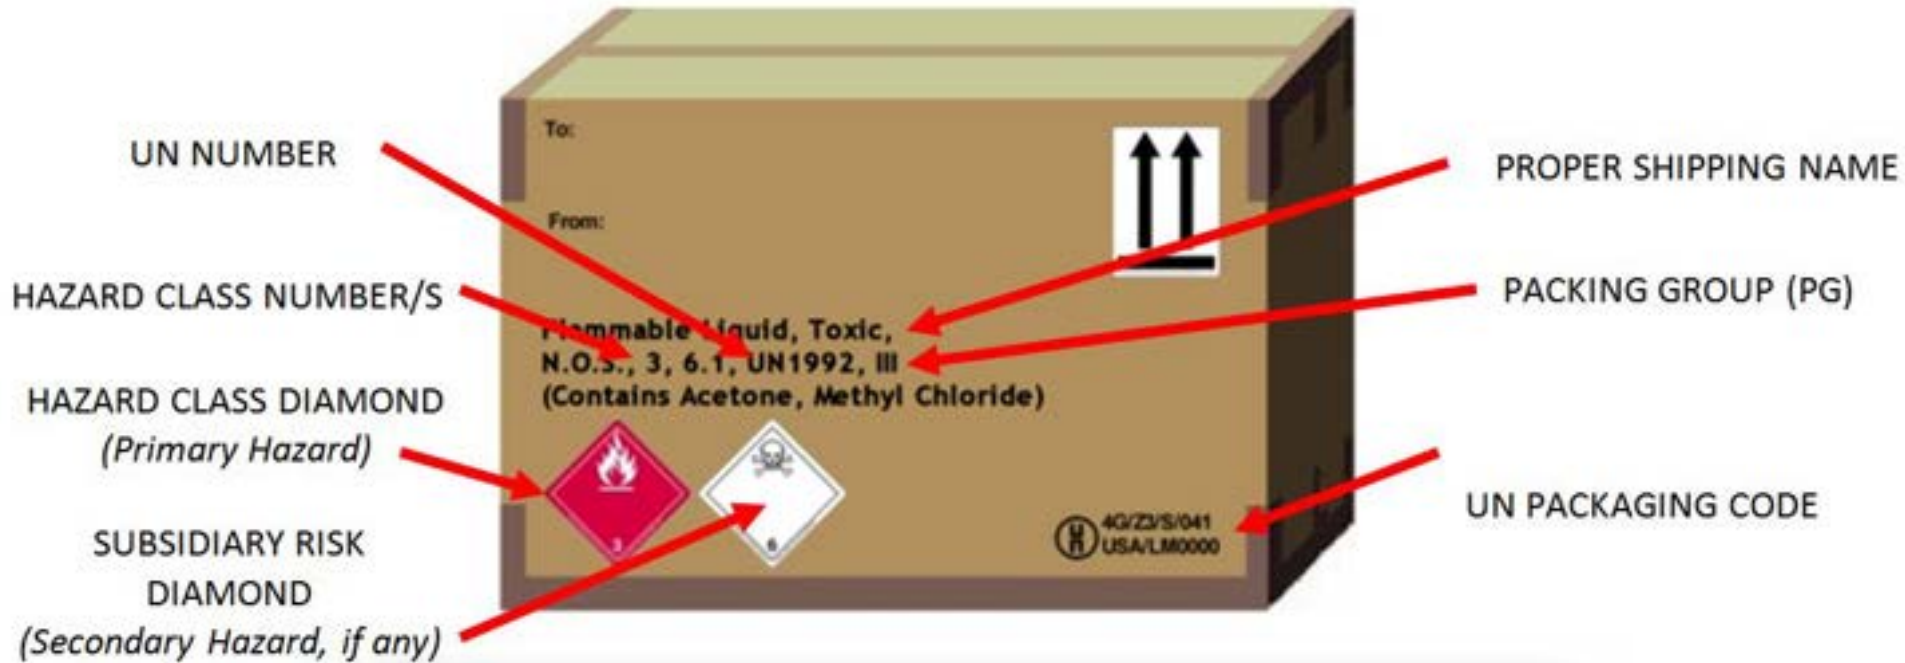 UN NUMBER
HAZARD CLASS NUMBER/S
HAZARD CLASS DIAMOND
(Primary Hazard)
SUBSIDIARY RISK
DIAMOND
(Secondary Hazard, if any)
To:
From:
Flammable Liquid, Toxic,
N.O.S., 3, 6.1, UN1992, III
(Contains Acetone, Methyl Chloride)
3
6
un
4G/Z3/S/041
USA/LM0000
PROPER SHIPPING NAME
PACKING GROUP (PG)
UN PACKAGING CODE